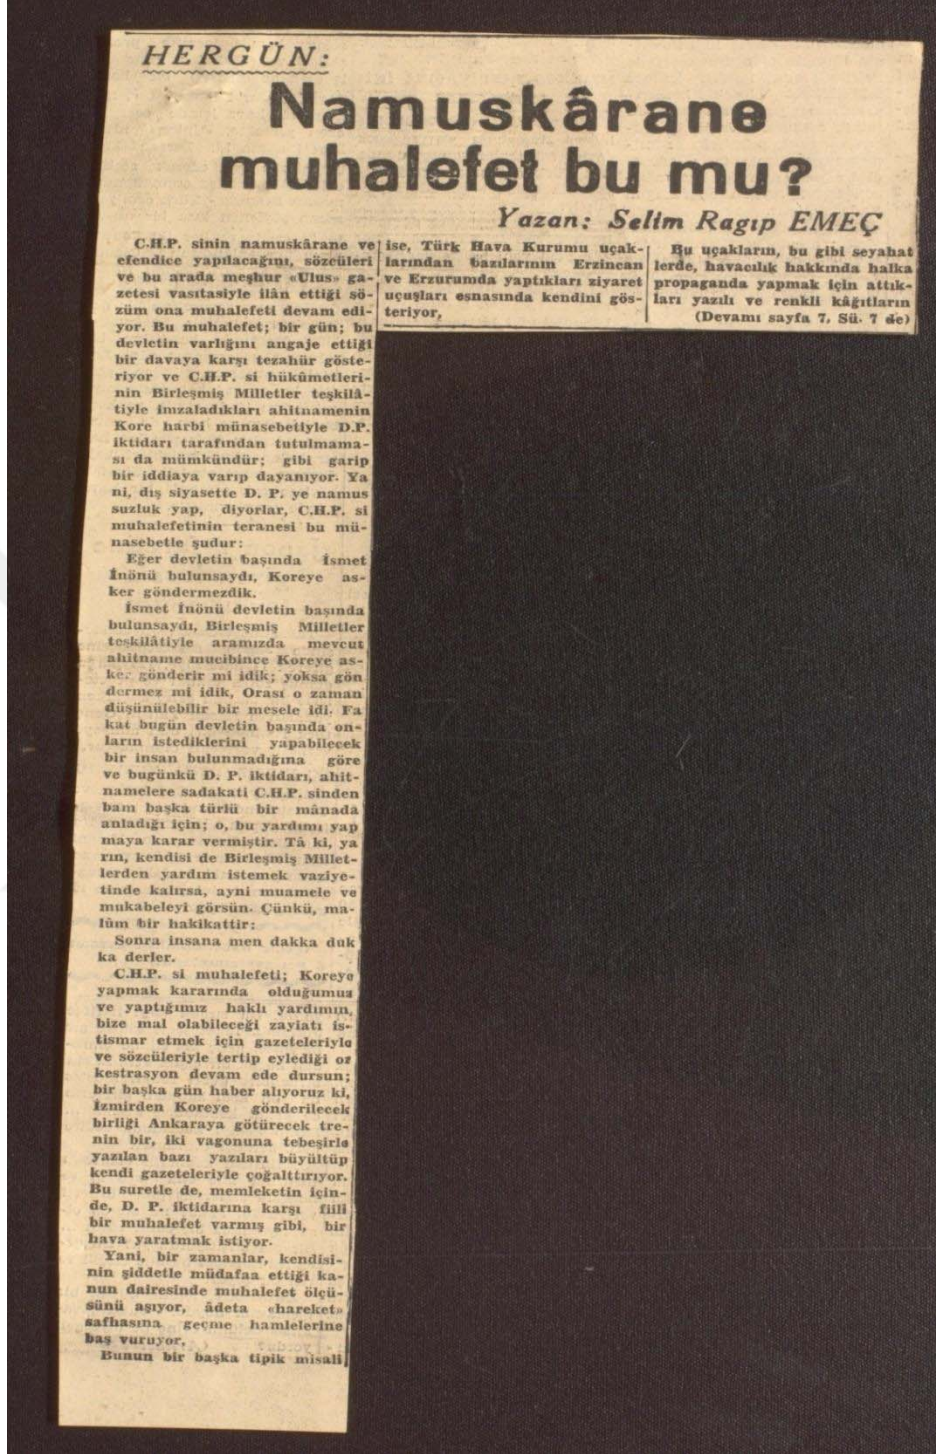 HERGÜN:
Namuskârane
muhalefet bu mu?
Yazan: Selim Ragıp EMEÇ
C.H.P. sinin namuskârane ve
efendice yapılacağını, sözcüleri
ve bu arada meşhur «Ulus» ga-
zetesi vasıtasiyle ilân ettiği sö-
züm ona muhalefeti devam edi-
yor. Bu muhalefet; bir gün; bu
devletin varlığını angaje ettiği
bir davaya karşı tezahür göste-
riyor ve C.H.P. si hükûmetleri-
nin Birleşmiş Milletler teşkilâ-
tiyle imzaladıkları ahitnamenin
Kore harbi münasebetiyle D.P.
iktidarı tarafından tutulmama-
sı da mümkündür; gibi garip
bir iddiaya varıp dayanıyor. Ya
ni, dış siyasette D. P. ye namus
suzluk yap, diyorlar, C.H.P. si
muhalefetinin teranesi bu mü-
nasebetle şudur:
Eğer devletin başında İsmet
İnönü bulunsaydı, Koreye as-
ker göndermezdik.
İsmet İnönü devletin başında
bulunsaydı, Birleşmiş Milletler
teşkilâtiyle aramızda mevcut
ahitname mucibince Koreye as-
ker gönderir mi idik; yoksa gön
dermez mi idik, Orası o zaman
düşünülebilir bir mesele idi. Fa
kat bugün devletin başında on-
ların istediklerini yapabilecek
bir insan bulunmadığına göre
ve bugünkü D. P. iktidarı, ahit-
namelere sadakati C.H.P. sinden
bam başka türlü bir mânada
anladığı için; o, bu yardımı yap
maya karar vermiştir. Tâ ki, ya
rın, kendisi de Birleşmiş Millet-
lerden yardım istemek vaziye-
tinde kalırsa, ayni muamele ve
mukabeleyi görsün. Çünkü, ma-
lûm bir hakikattir:
Sonra insana men dakka duk
ka derler.
C.H.P. si muhalefeti; Koreye
yapmak kararında olduğumuz
ve yaptığımız haklı yardımın,
bize mal olabileceği zayiatı is-
tismar etmek için gazeteleriyle
ve sözcüleriyle tertip eylediği or
kestrasyon devam ede dursun;
bir başka gün haber alıyoruz ki,
İzmirden Koreye gönderilecek
birliği Ankaraya götürecek tre-
nin bir, iki vagonuna tebeşirle
yazılan bazı yazıları büyültüp
kendi gazeteleriyle çoğalttırıyor.
Bu suretle de, memleketin için-
de, D. P. iktidarına karşı fiili
bir muhalefet varmış gibi, bir
hava yaratmak istiyor.
Yani, bir zamanlar, kendisi-
nin şiddetle müdafaa ettiği ka-
nun dairesinde muhalefet ölçü-
sünü aşıyor, âdeta «hareket»
safhasına geçme hamlelerine
baş vuruyor.
Bunun bir başka tipik misali
ise, Türk Hava Kurumu uçak-
larından bazılarının Erzincan
ve Erzurumda yaptıkları ziyaret
uçuşları esnasında kendini gös-
teriyor,
Bu uçakların, bu gibi seyahat
lerde, havacılık hakkında halka
propaganda yapmak için attık-
ları yazılı ve renkli kâğıtların
(Devamı sayfa 7, Sü. 7 de)